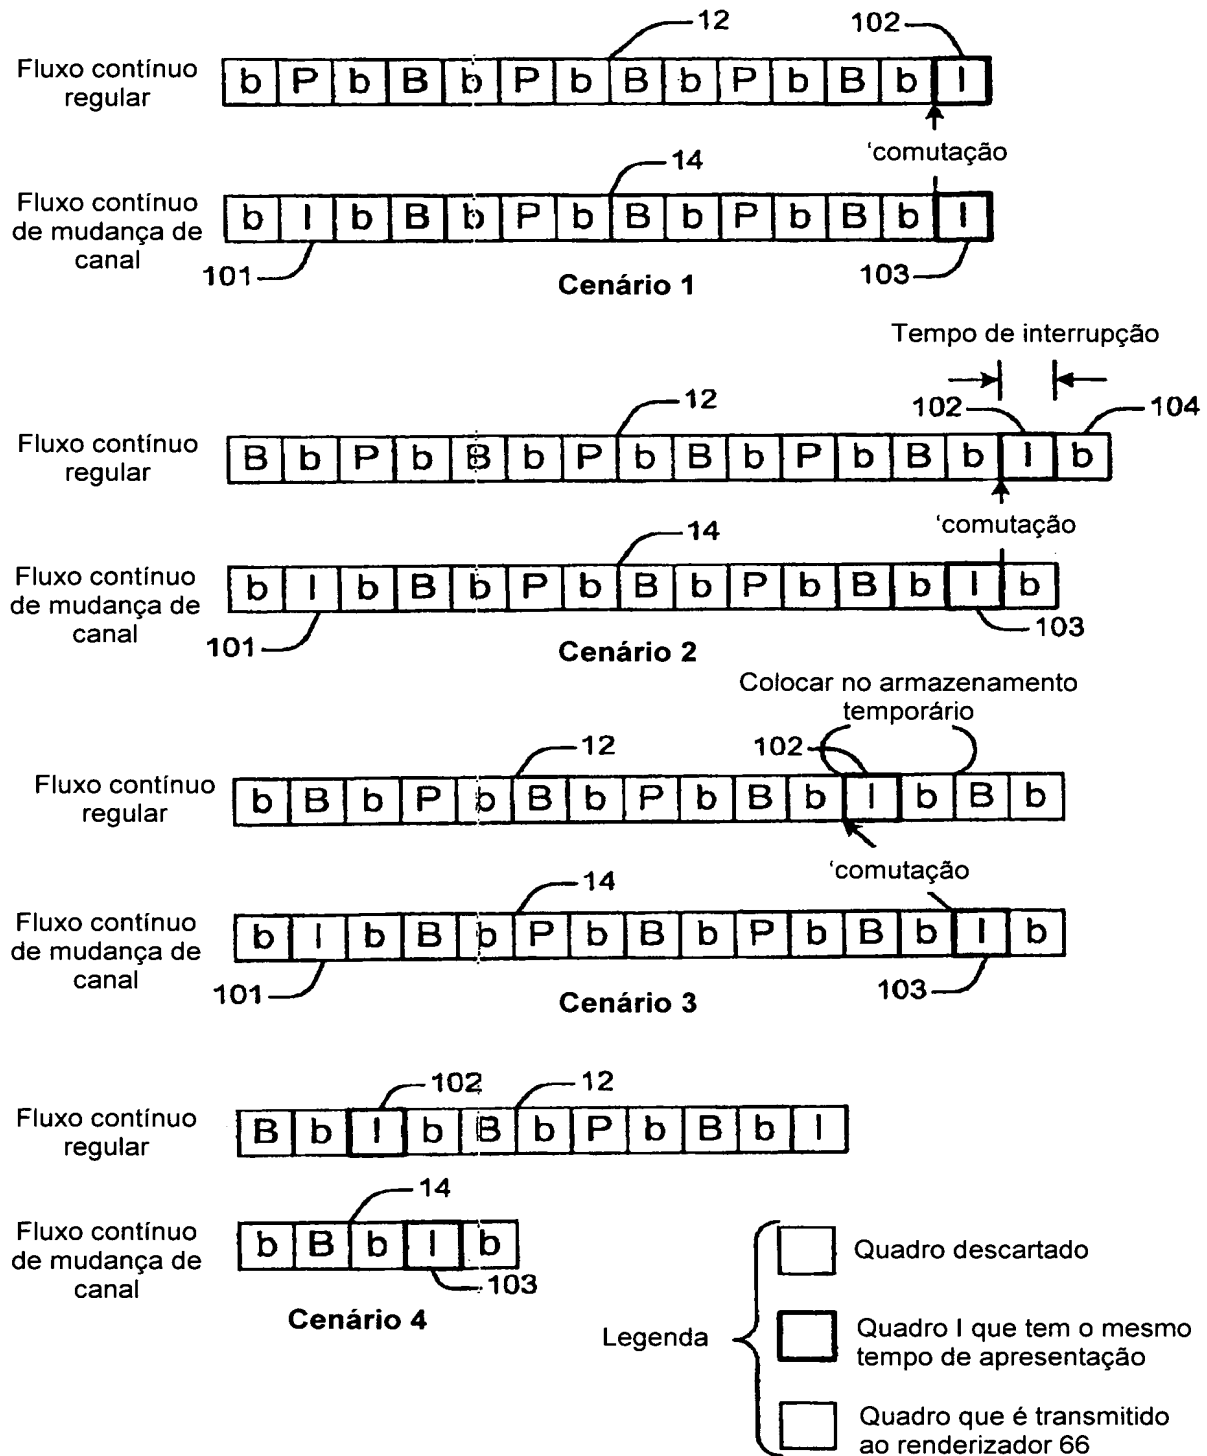 12
102
Fluxo contínuo
regular
b P b B b P b B b P b B b I
'comutação
14
Fluxo contínuo
de mudança de
canal
b I b B b P b B b P b B b I
101
103
Cenário 1
Tempo de interrupção
12
102
104
Fluxo contínuo
regular
B b P b B b P b B b P b B b I b
'comutação
14
Fluxo contínuo
de mudança de
canal
b I b B b P b B b P b B b I b
101
103
Cenário 2
Colocar no armazenamento
temporário
12
102
Fluxo contínuo
regular
b B b P b B b P b B b I b B b
'comutação
14
Fluxo contínuo
de mudança de
canal
b I b B b P b B b P b B b I b
101
103
Cenário 3
102
12
Fluxo contínuo
regular
B b I b B b P b B b I
14
Fluxo contínuo
de mudança de
canal
b B b I b
103
Cenário 4
Legenda
Quadro descartado
Quadro I que tem o mesmo
tempo de apresentação
Quadro que é transmitido
ao renderizador 66